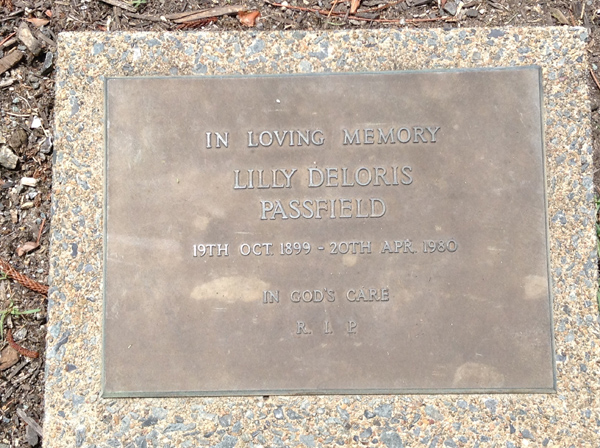 IN LOVING MEMORY
LILLY DELORIS
PASSFIELD
19TH OCT. 1899 - 20TH APR. 1980
IN GOD'S CARE
R. I. P.